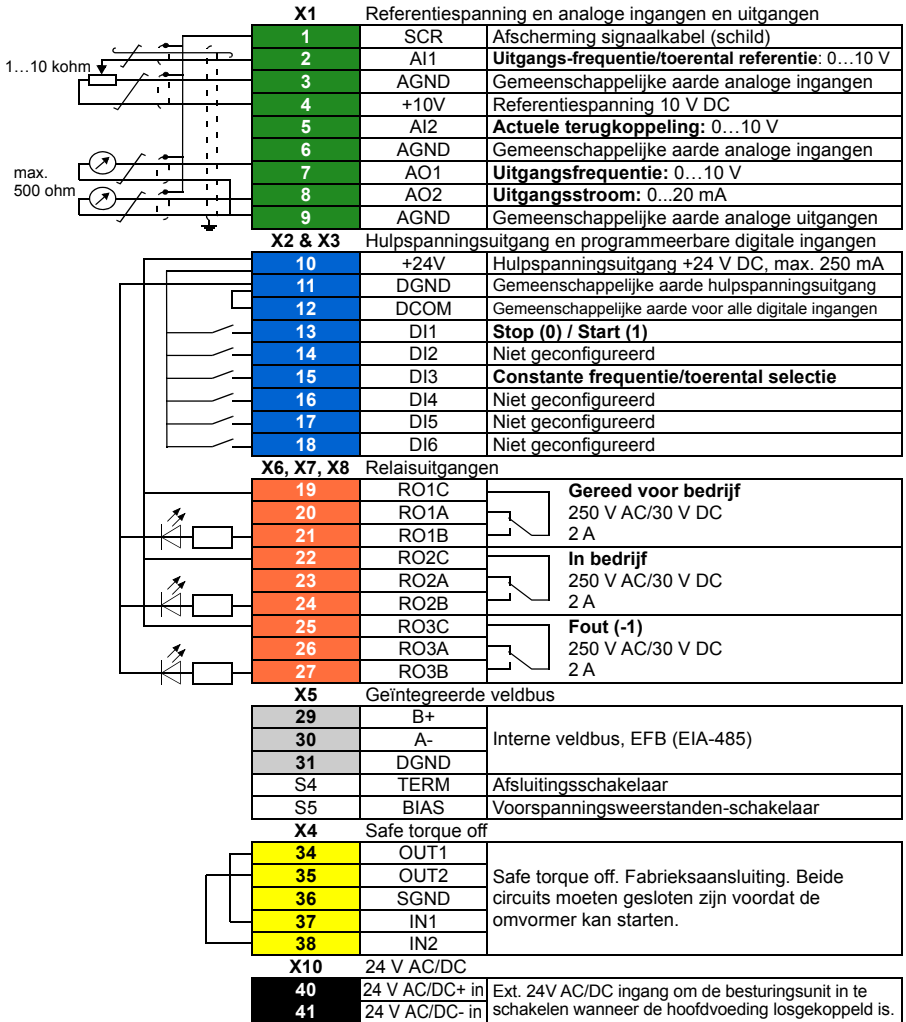 X1 Referentiespanning en analoge ingangen en uitgangen
1 SCR Afscherming signaalkabel (schild)
2 AI1 Uitgangs-frequentie/toerental referentie: 0…10 V
1…10 kohm
3 AGND Gemeenschappelijke aarde analoge ingangen
4 +10V Referentiespanning 10 V DC
5 AI2 Actuele terugkoppeling: 0…10 V
6 AGND Gemeenschappelijke aarde analoge ingangen
7 AO1 Uitgangsfrequentie: 0…10 V
max.
500 ohm
8 AO2 Uitgangsstroom: 0...20 mA
9 AGND Gemeenschappelijke aarde analoge uitgangen
X2 & X3 Hulpspanningsuitgang en programmeerbare digitale ingangen
10 +24V Hulpspanningsuitgang +24 V DC, max. 250 mA
11 DGND Gemeenschappelijke aarde hulpspanningsuitgang
12 DCOM Gemeenschappelijke aarde voor alle digitale ingangen
13 DI1 Stop (0) / Start (1)
14 DI2 Niet geconfigureerd
15 DI3 Constante frequentie/toerental selectie
16 DI4 Niet geconfigureerd
17 DI5 Niet geconfigureerd
18 DI6 Niet geconfigureerd
X6, X7, X8 Relaisuitgangen
19 RO1C Gereed voor bedrijf
20 RO1A 250 V AC/30 V DC
21 RO1B 2 A
22 RO2C In bedrijf
23 RO2A 250 V AC/30 V DC
24 RO2B 2 A
25 RO3C Fout (-1)
26 RO3A 250 V AC/30 V DC
27 RO3B 2 A
X5 Geïntegreerde veldbus
29 B+
30 A- Interne veldbus, EFB (EIA-485)
31 DGND
S4 TERM Afsluitingsschakelaar
S5 BIAS Voorspanningsweerstanden-schakelaar
X4 Safe torque off
34 OUT1
35 OUT2 Safe torque off. Fabrieksaansluiting. Beide
36 SGND circuits moeten gesloten zijn voordat de
37 IN1 omvormer kan starten.
38 IN2
X10 24 V AC/DC
40 24 V AC/DC+ in Ext. 24V AC/DC ingang om de besturingsunit in te
41 24 V AC/DC- in schakelen wanneer de hoofdvoeding losgekoppeld is.